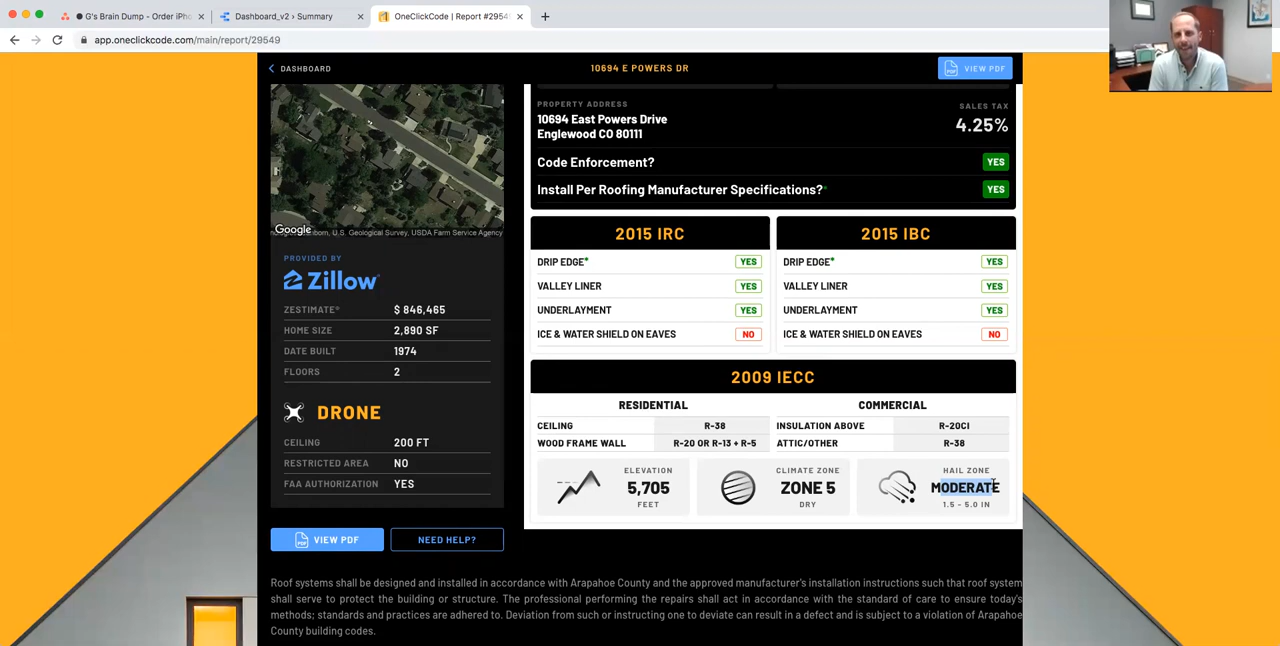 G's Brain Dump - Order iPho
Dashboard_v2 › Summary
OneClickCode | Report #2954
app.oneclickcode.com/main/report/29549
DASHBOARD
10694 E POWERS DR
PDF VIEW PDF
Google
U.S. Geological Survey, USDA Farm Service Agency
PROVIDED BY
Zillow
ZESTIMATE® $ 846,465
HOME SIZE 2,890 SF
DATE BUILT 1974
FLOORS 2
DRONE
CEILING 200 FT
RESTRICTED AREA NO
FAA AUTHORIZATION YES
PDF VIEW PDF
NEED HELP?
PROPERTY ADDRESS
10694 East Powers Drive
Englewood CO 80111
SALES TAX
4.25%
Code Enforcement? YES
Install Per Roofing Manufacturer Specifications?* YES
2015 IRC
DRIP EDGE* YES
VALLEY LINER YES
UNDERLAYMENT YES
ICE & WATER SHIELD ON EAVES NO
2015 IBC
DRIP EDGE* YES
VALLEY LINER YES
UNDERLAYMENT YES
ICE & WATER SHIELD ON EAVES NO
2009 IECC
RESIDENTIAL
CEILING R-38
WOOD FRAME WALL R-20 OR R-13 + R-5
COMMERCIAL
INSULATION ABOVE R-20CI
ATTIC/OTHER R-38
ELEVATION
5,705
FEET
CLIMATE ZONE
ZONE 5
DRY
HAIL ZONE
MODERATE
1.5 - 5.0 IN
Roof systems shall be designed and installed in accordance with Arapahoe County and the approved manufacturer's installation instructions such that roof system
shall serve to protect the building or structure. The professional performing the repairs shall act in accordance with the standard of care to ensure today's
methods; standards and practices are adhered to. Deviation from such or instructing one to deviate can result in a defect and is subject to a violation of Arapahoe
County building codes.